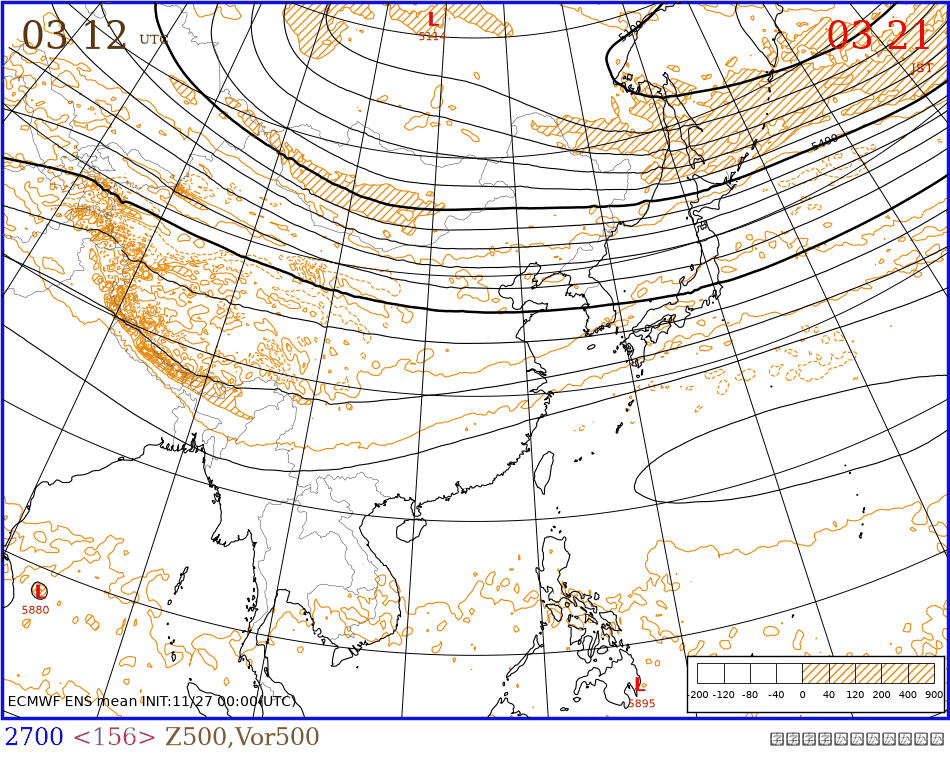 03 12 UTC
03 21 JST
L
5114
5100
5400
L
5880
L
5895
ECMWF ENS mean INIT:11/27 00:00(UTC)
-200 -120 -80 -40 0 40 120 200 400 900
2700 <156> Z500,Vor500